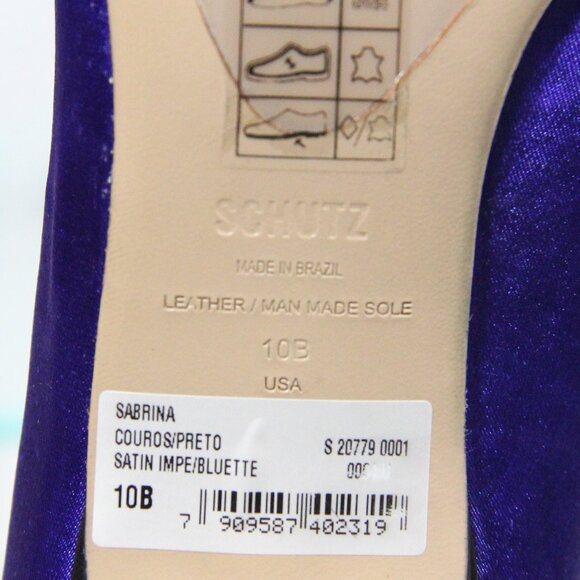 SCHUTZ
MADE IN BRAZIL
LEATHER / MAN MADE SOLE
10B
USA
SABRINA
COUROS/PRETO S 20779 0001
SATIN IMPE/BLUETTE
10B
7 909587 402319